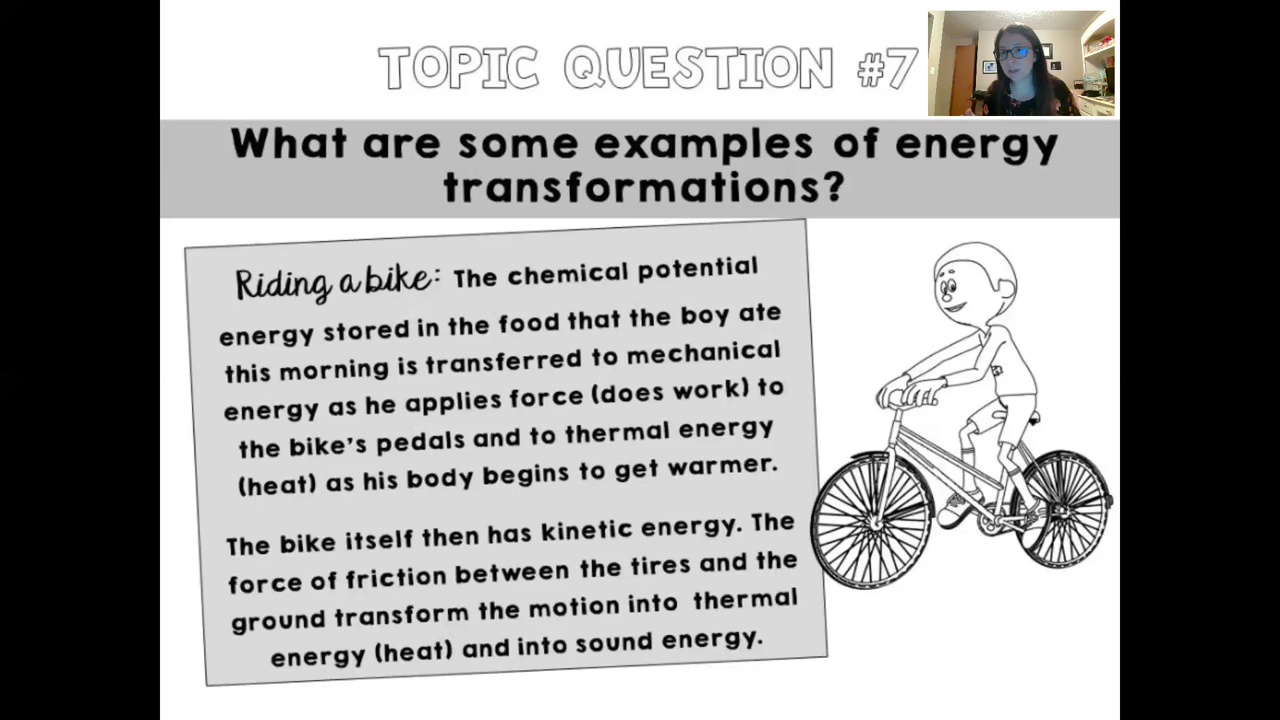 TOPIC QUESTION #7
What are some examples of energy
transformations?
Riding a bike: The chemical potential
energy stored in the food that the boy ate
this morning is transferred to mechanical
energy as he applies force (does work) to
the bike's pedals and to thermal energy
(heat) as his body begins to get warmer.
The bike itself then has kinetic energy. The
force of friction between the tires and the
ground transform the motion into thermal
energy (heat) and into sound energy.